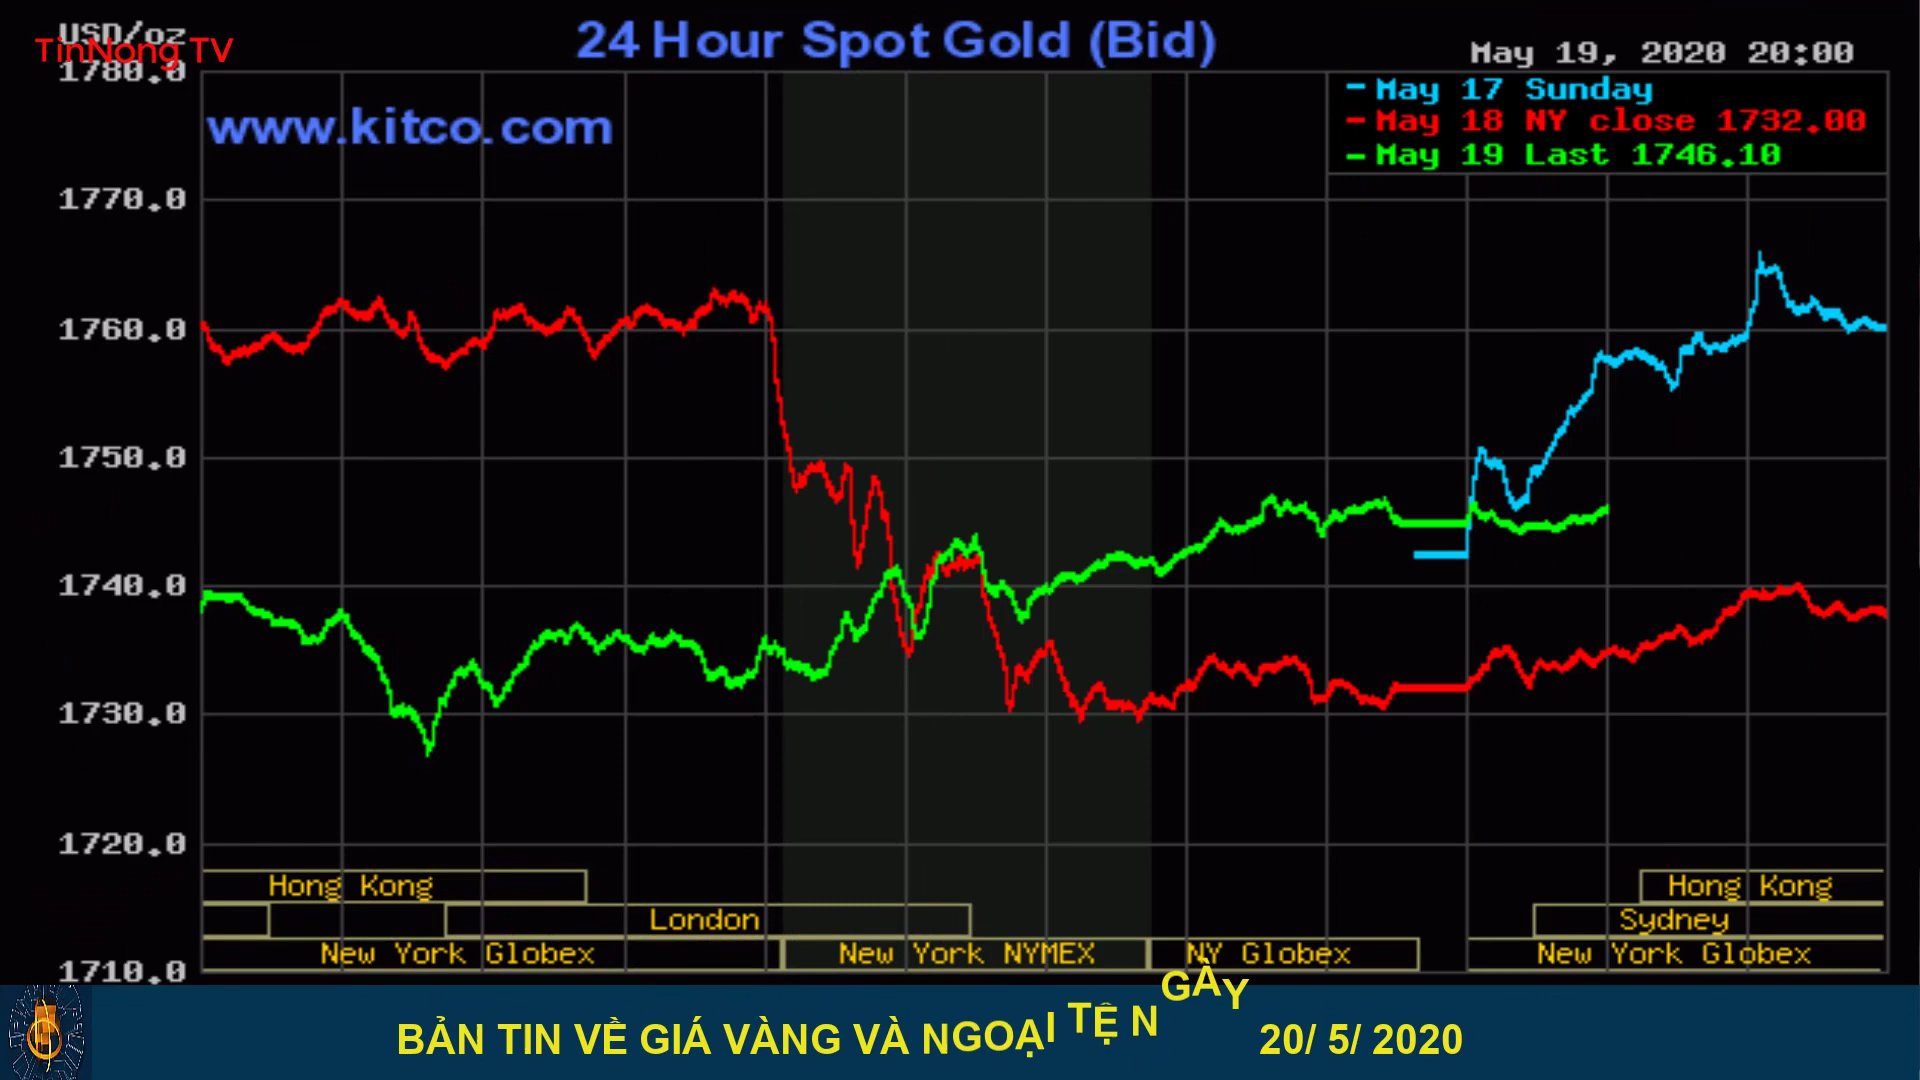 USD/oz
TinNong TV
24 Hour Spot Gold (Bid)
May 19, 2020 20:00
www.kitco.com
May 17 Sunday
May 18 NY close 1732.00
May 19 Last 1746.10
1780.0
1770.0
1760.0
1750.0
1740.0
1730.0
1720.0
1710.0
Hong Kong
Hong Kong
London
Sydney
New York Globex
New York NYMEX
NY Globex
New York Globex
BẢN TIN VỀ GIÁ VÀNG VÀ NGOẠI TỆ NGÀY 20/ 5/ 2020